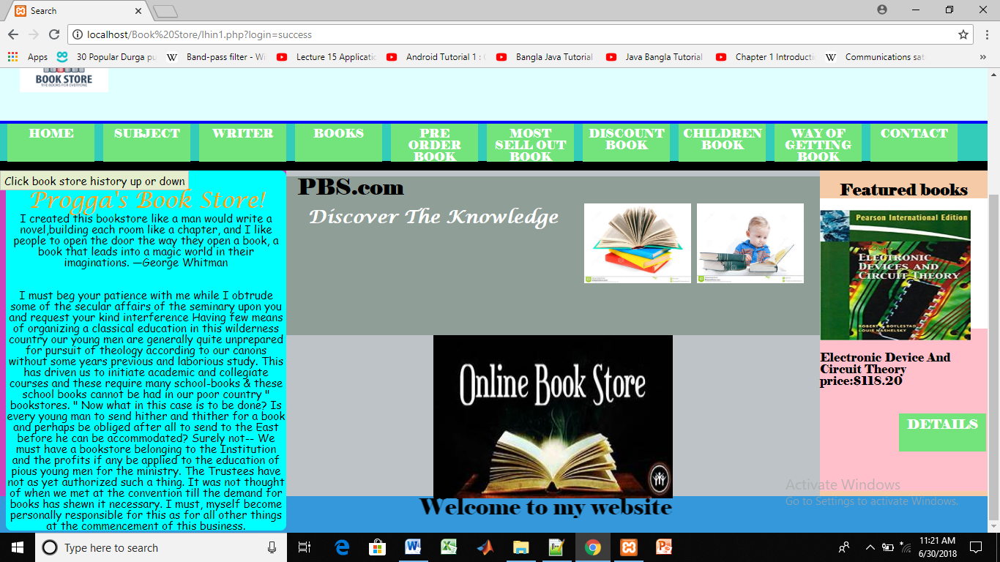 Search
localhost/Book%20Store/lhin1.php?login=success
Apps
30 Popular Durga pu
Band-pass filter - Wi
Lecture 15 Applicatio
Android Tutorial 1 : (
Bangla Java Tutorial
Java Bangla Tutorial
Chapter 1 Introducti
Communications sat
BOOK STORE
THE BOOKS FOR EVERYONE
HOME
SUBJECT
WRITER
BOOKS
PRE
ORDER
BOOK
MOST
SELL OUT
BOOK
DISCOUNT
BOOK
CHILDREN
BOOK
WAY OF
GETTING
BOOK
CONTACT
Click book store history up or down
Progga's Book Store!
I created this bookstore like a man would write a
novel,building each room like a chapter, and I like
people to open the door the way they open a book, a
book that leads into a magic world in their
imaginations. —George Whitman
I must beg your patience with me while I obtrude
some of the secular affairs of the seminary upon you
and request your kind interference Having few means
of organizing a classical education in this wilderness
country our young men are generally quite unprepared
for pursuit of theology according to our canons
without some years previous and laborious study. This
has driven us to initiate academic and collegiate
courses and these require many school-books & these
school books cannot be had in our poor country "
bookstores. " Now what in this case is to be done? Is
every young man to send hither and thither for a book
and perhaps be obliged after all to send to the East
before he can be accommodated? Surely not-- We
must have a bookstore belonging to the Institution
and the profits if any be applied to the education of
pious young men for the ministry. The Trustees have
not as yet authorized such a thing. It was not thought
of when we met at the convention till the demand for
books has shewn it necessary. I must, myself become
personally responsible for this as for all other things
at the commencement of this business.
PBS.com
Discover The Knowledge
Online Book Store
Welcome to my website
Featured books
Pearson International Edition
ELECTRONIC
DEVICES AND
CIRCUIT THEORY
ROBERT L. BOYLESTAD
LOUIS NASHELSKY
Electronic Device And
Circuit Theory
price:$118.20
DETAILS
Activate Windows
Go to Settings to activate Windows.
Type here to search
11:21 AM
6/30/2018